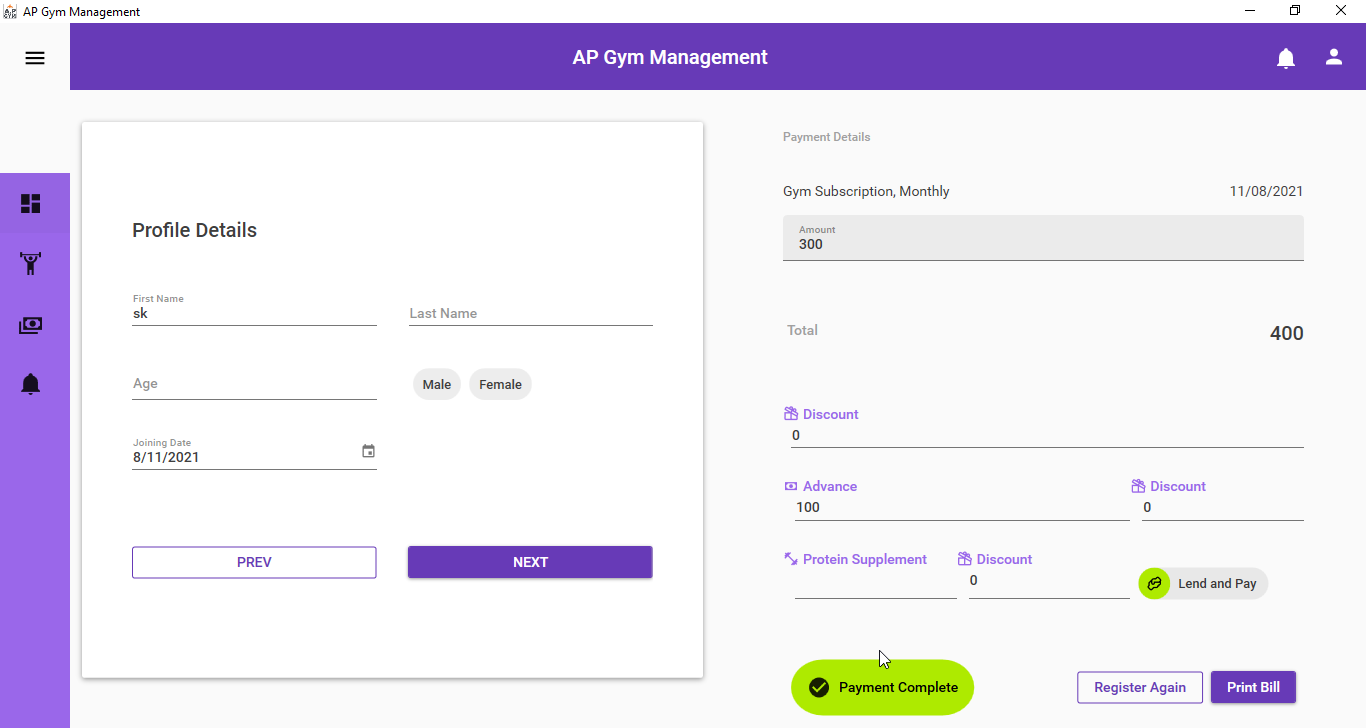 AP Gym Management
AP Gym Management
Profile Details
First Name
sk
Last Name
Age
Male Female
Joining Date
8/11/2021
PREV NEXT
Payment Details
Gym Subscription, Monthly 11/08/2021
Amount
300
Total 400
Discount
0
Advance Discount
100 0
Protein Supplement Discount
0
Lend and Pay
Payment Complete Register Again Print Bill